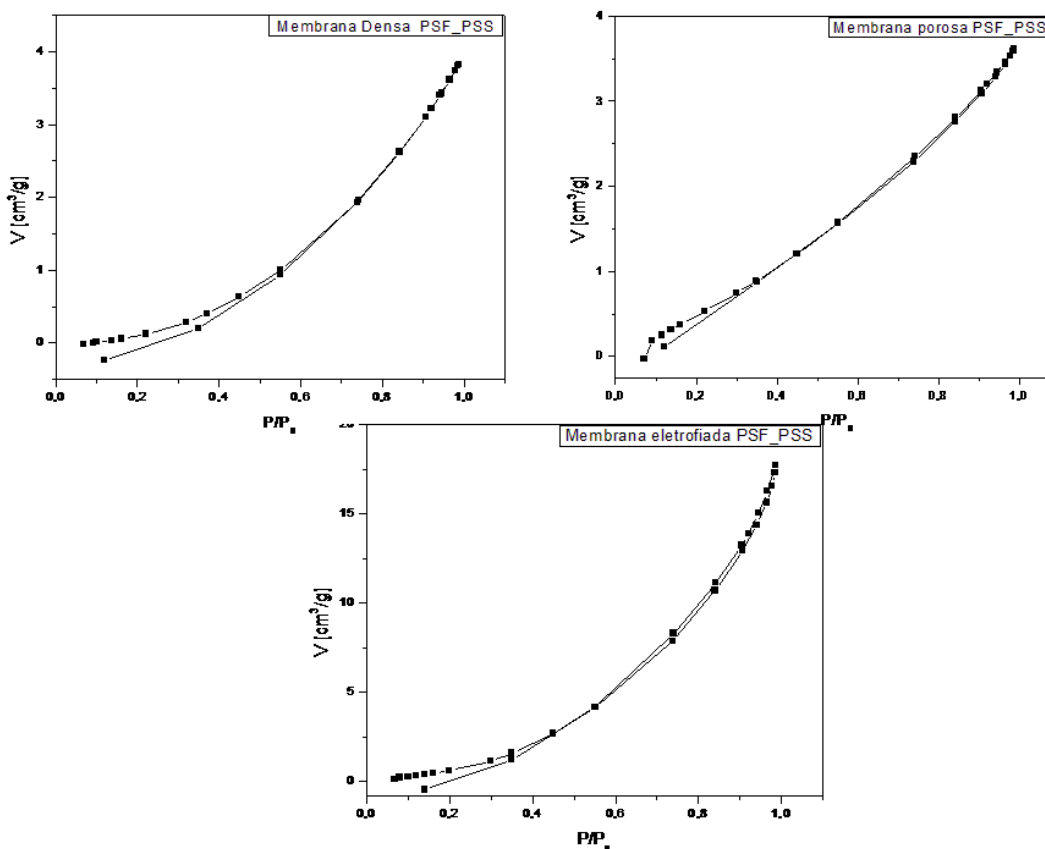 Membrana Densa PSF_PSS
4
3
2
1
0
V [cm³/g]
0,0 0,2 0,4 0,6 0,8 1,0
P/P₀
Membrana porosa PSF_PSS
4
3
2
1
0
V [cm³/g]
0,0 0,2 0,4 0,6 0,8 1,0
P/P₀
Membrana eletrofiada PSF_PSS
20
15
10
5
0
V [cm³/g]
0,0 0,2 0,4 0,6 0,8 1,0
P/P₀